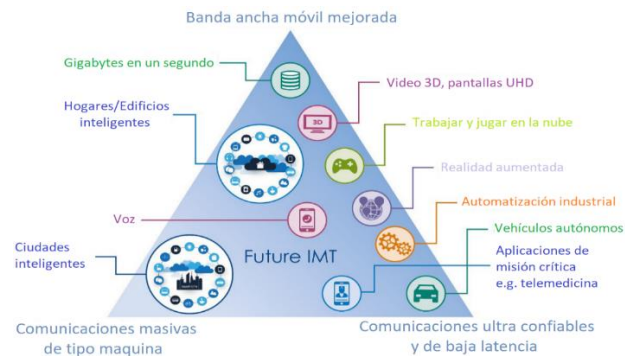 Banda ancha móvil mejorada
Gigabytes en un segundo
Video 3D, pantallas UHD
3D
Hogares/Edificios
inteligentes
Trabajar y jugar en la nube
Realidad aumentada
Automatización industrial
Voz
Vehículos autónomos
Ciudades
inteligentes
Future IMT
Aplicaciones de
misión crítica
e.g. telemedicina
Comunicaciones masivas
de tipo maquina
Comunicaciones ultra confiables
y de baja latencia